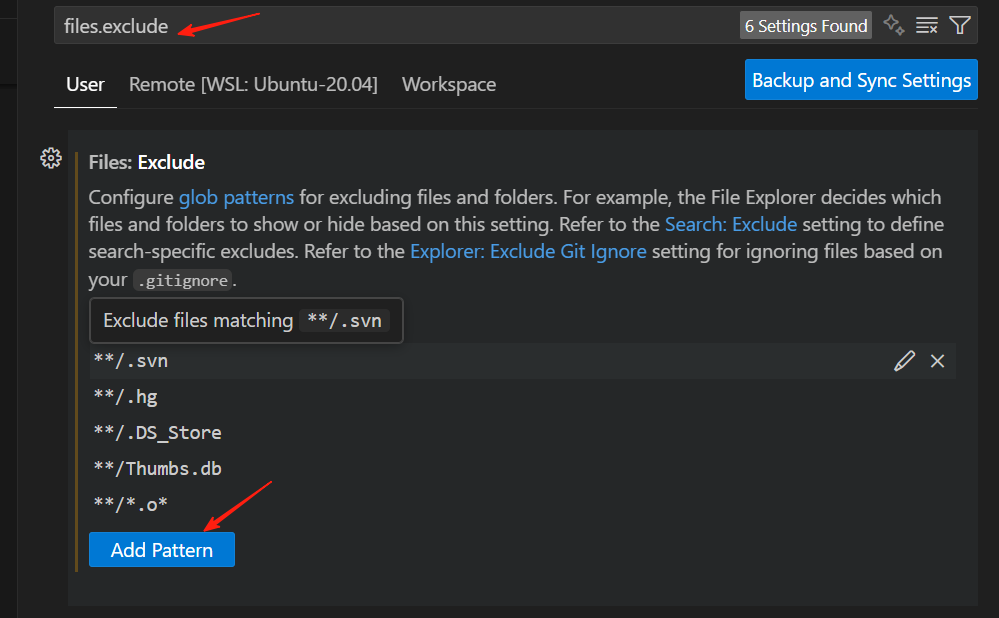 files.exclude
6 Settings Found
User
Remote [WSL: Ubuntu-20.04]
Workspace
Backup and Sync Settings
Files: Exclude
Configure glob patterns for excluding files and folders. For example, the File Explorer decides which
files and folders to show or hide based on this setting. Refer to the Search: Exclude setting to define
search-specific excludes. Refer to the Explorer: Exclude Git Ignore setting for ignoring files based on
your .gitignore.
Exclude files matching **/.svn
**/.svn
**/.hg
**/.DS_Store
**/Thumbs.db
**/*.o*
Add Pattern